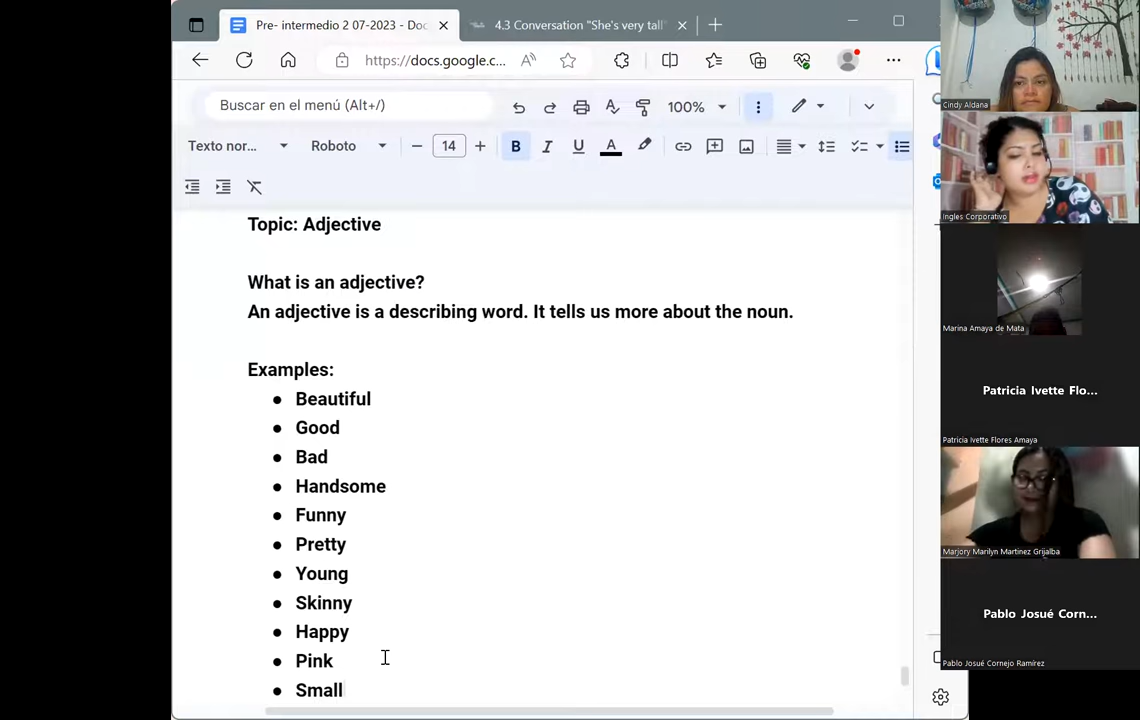 Pre- intermedio 2 07-2023 - Doc
4.3 Conversation "She's very tall"
https://docs.google.c...
Buscar en el menú (Alt+/)
100%
Texto nor...
Roboto
14
B
I
U
A
Topic: Adjective
What is an adjective?
An adjective is a describing word. It tells us more about the noun.
Examples:
● Beautiful
● Good
● Bad
● Handsome
● Funny
● Pretty
● Young
● Skinny
● Happy
● Pink
● Small
Cindy Aldana
Ingles Corporativo
Marina Amaya de Mata
Patricia Ivette Flo...
Patricia Ivette Flores Amaya
Marjory Marilyn Martinez Grijalba
Pablo Josué Corn...
Pablo Josué Cornejo Ramírez